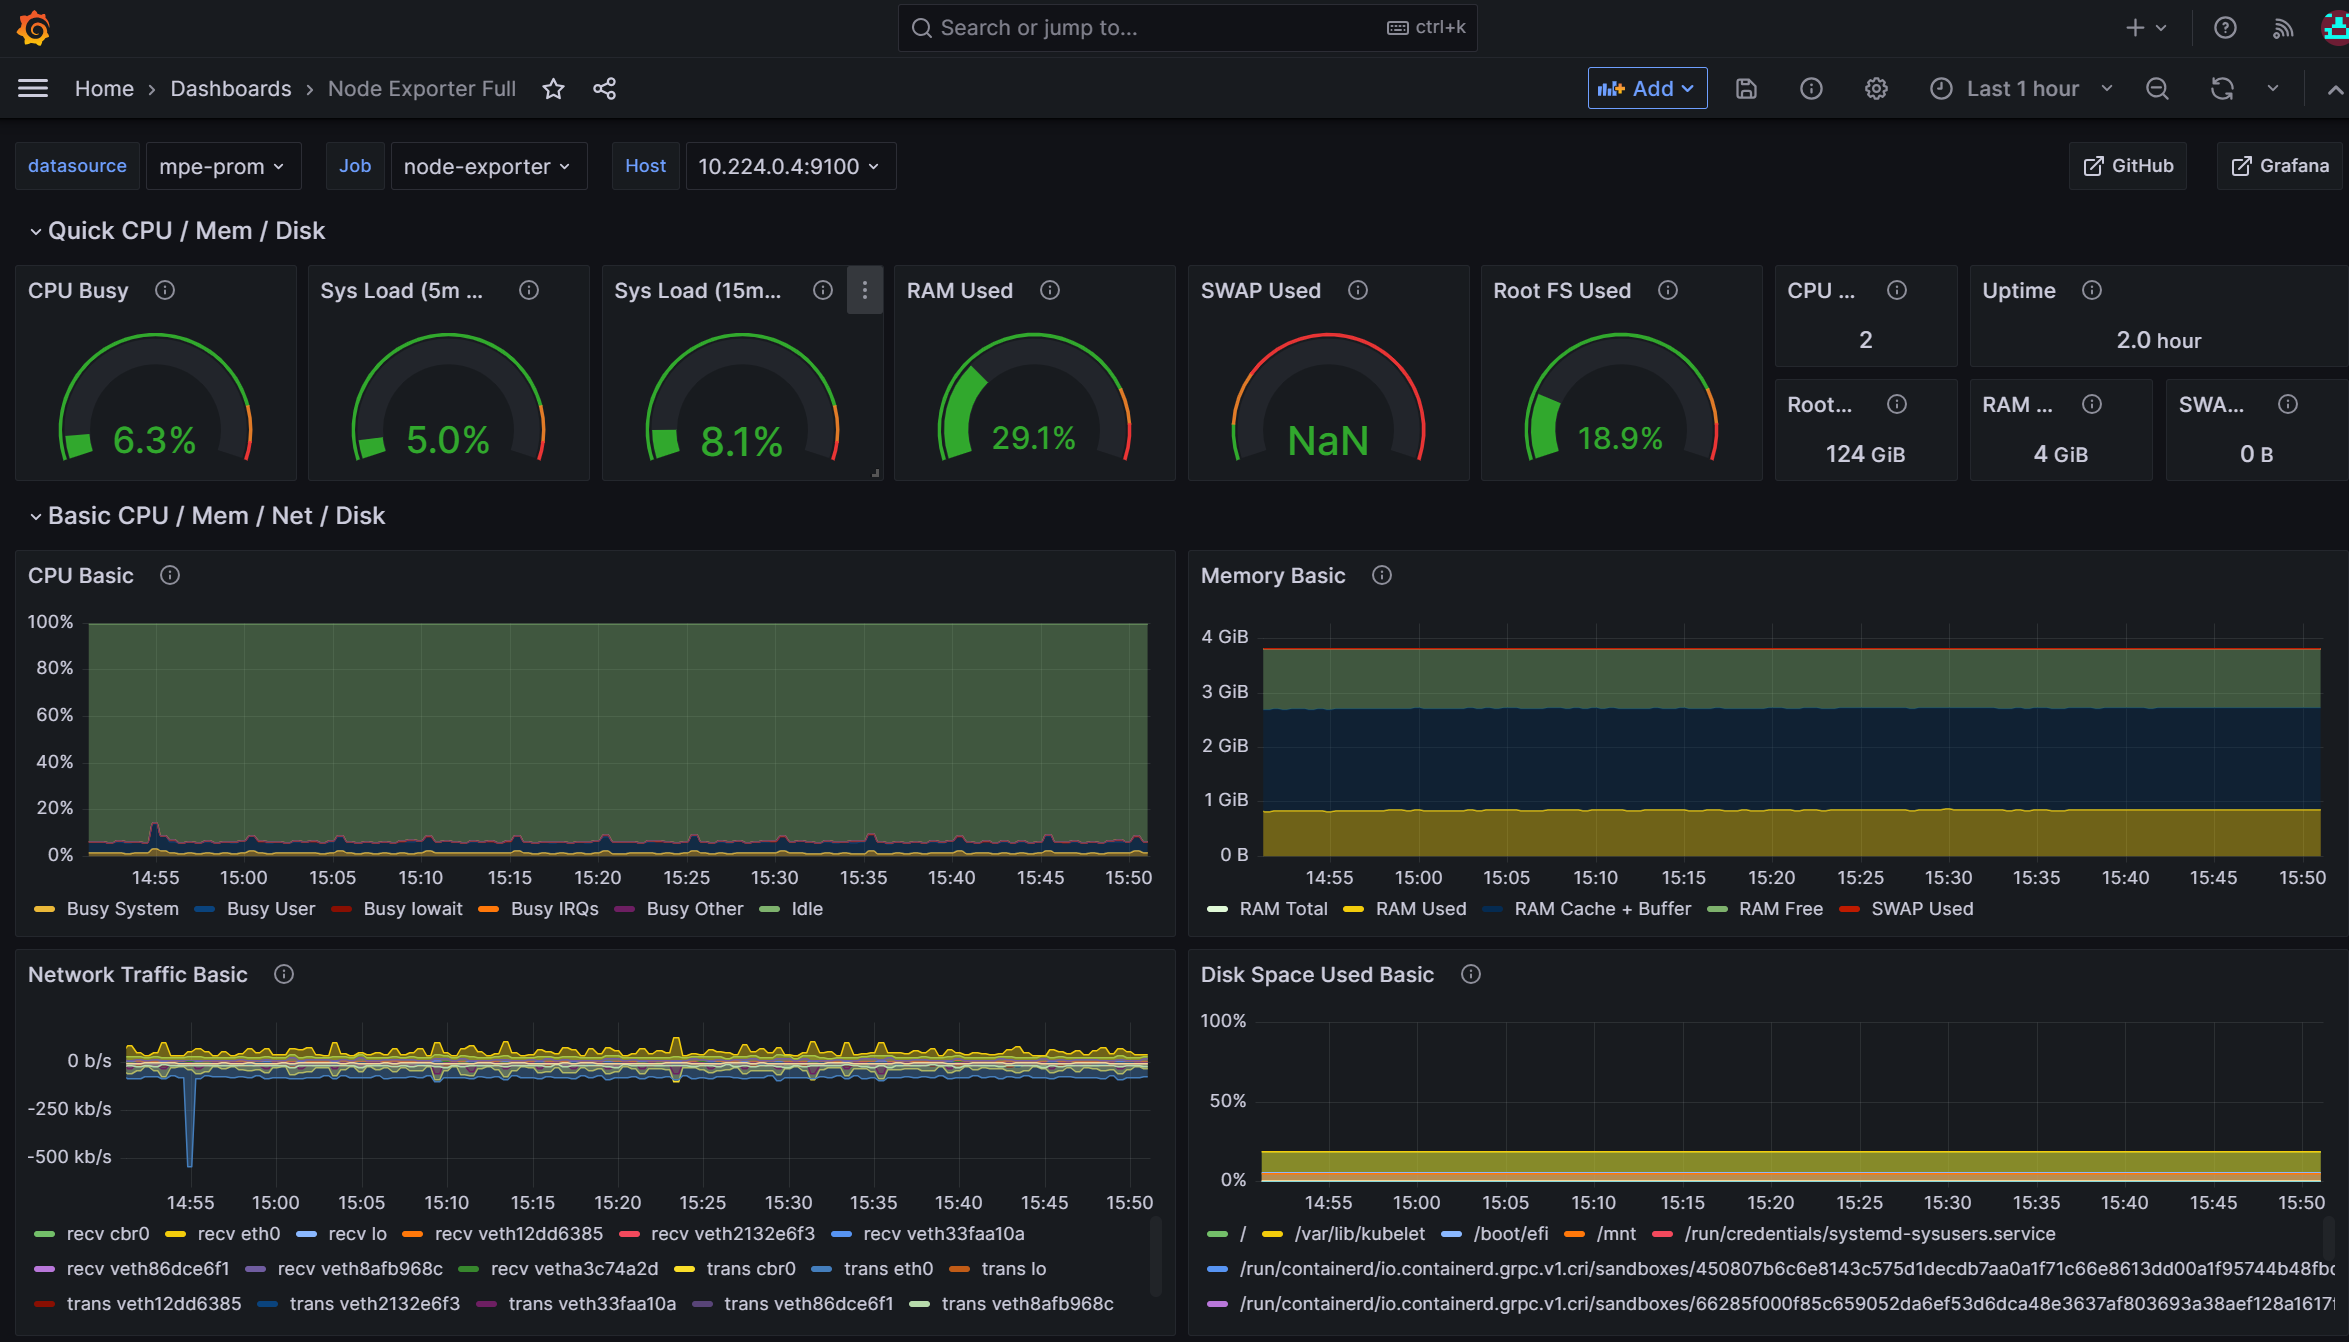 Search or jump to... ctrl+k
Home › Dashboards › Node Exporter Full
Add Last 1 hour
datasource mpe-prom Job node-exporter Host 10.224.0.4:9100 GitHub Grafana
Quick CPU / Mem / Disk
CPU Busy Sys Load (5m ... Sys Load (15m... RAM Used SWAP Used Root FS Used CPU ... Uptime
2 2.0 hour
Root... RAM ... SWA...
6.3% 5.0% 8.1% 29.1% NaN 18.9% 124 GiB 4 GiB 0 B
Basic CPU / Mem / Net / Disk
CPU Basic
100%
80%
60%
40%
20%
0%
14:55 15:00 15:05 15:10 15:15 15:20 15:25 15:30 15:35 15:40 15:45 15:50
Busy System Busy User Busy Iowait Busy IRQs Busy Other Idle
Memory Basic
4 GiB
3 GiB
2 GiB
1 GiB
0 B
14:55 15:00 15:05 15:10 15:15 15:20 15:25 15:30 15:35 15:40 15:45 15:50
RAM Total RAM Used RAM Cache + Buffer RAM Free SWAP Used
Network Traffic Basic
0 b/s
-250 kb/s
-500 kb/s
14:55 15:00 15:05 15:10 15:15 15:20 15:25 15:30 15:35 15:40 15:45 15:50
recv cbr0 recv eth0 recv lo recv veth12dd6385 recv veth2132e6f3 recv veth33faa10a
recv veth86dce6f1 recv veth8afb968c recv vetha3c74a2d trans cbr0 trans eth0 trans lo
trans veth12dd6385 trans veth2132e6f3 trans veth33faa10a trans veth86dce6f1 trans veth8afb968c
Disk Space Used Basic
100%
50%
0%
14:55 15:00 15:05 15:10 15:15 15:20 15:25 15:30 15:35 15:40 15:45 15:50
/ /var/lib/kubelet /boot/efi /mnt /run/credentials/systemd-sysusers.service
/run/containerd/io.containerd.grpc.v1.cri/sandboxes/450807b6c6e8143c575d1decdb7aa0a1f71c66e8613dd00a1f95744b48fb
/run/containerd/io.containerd.grpc.v1.cri/sandboxes/66285f000f85c659052da6ef53d6dca48e3637af803693a38aef128a1617